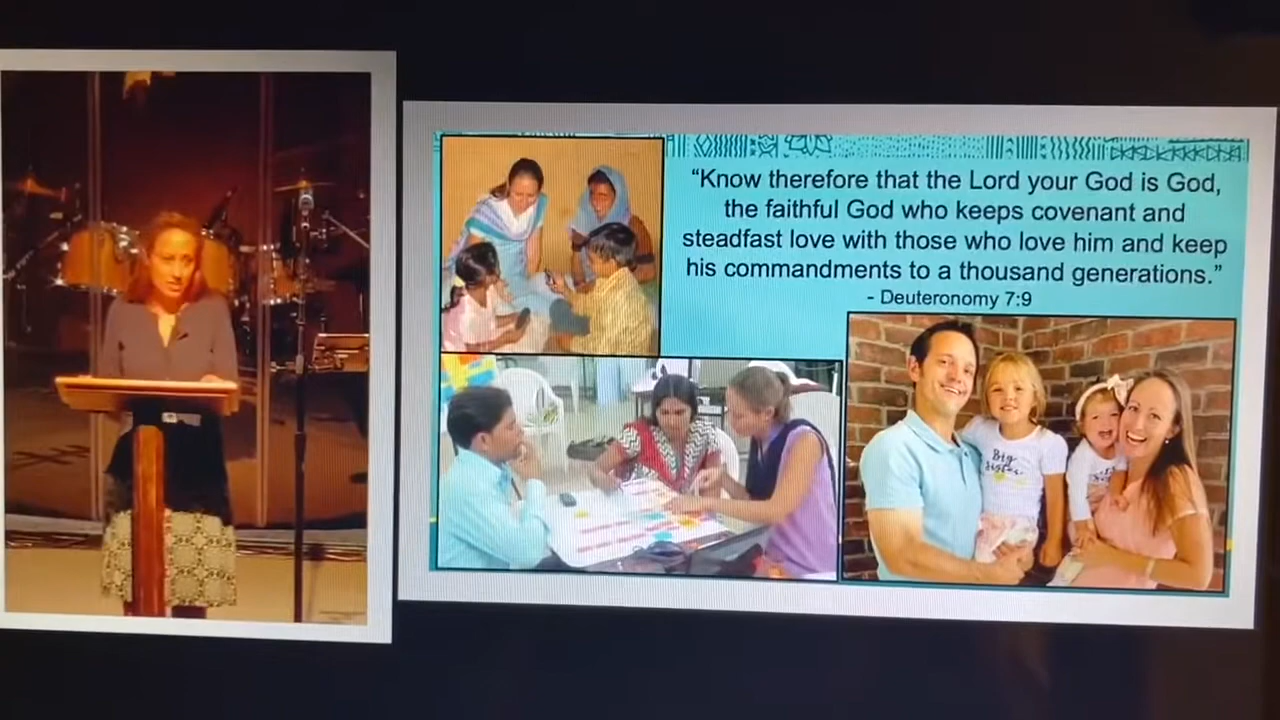 “Know therefore that the Lord your God is God,
the faithful God who keeps covenant and
steadfast love with those who love him and keep
his commandments to a thousand generations.”
- Deuteronomy 7:9
Big
Sister